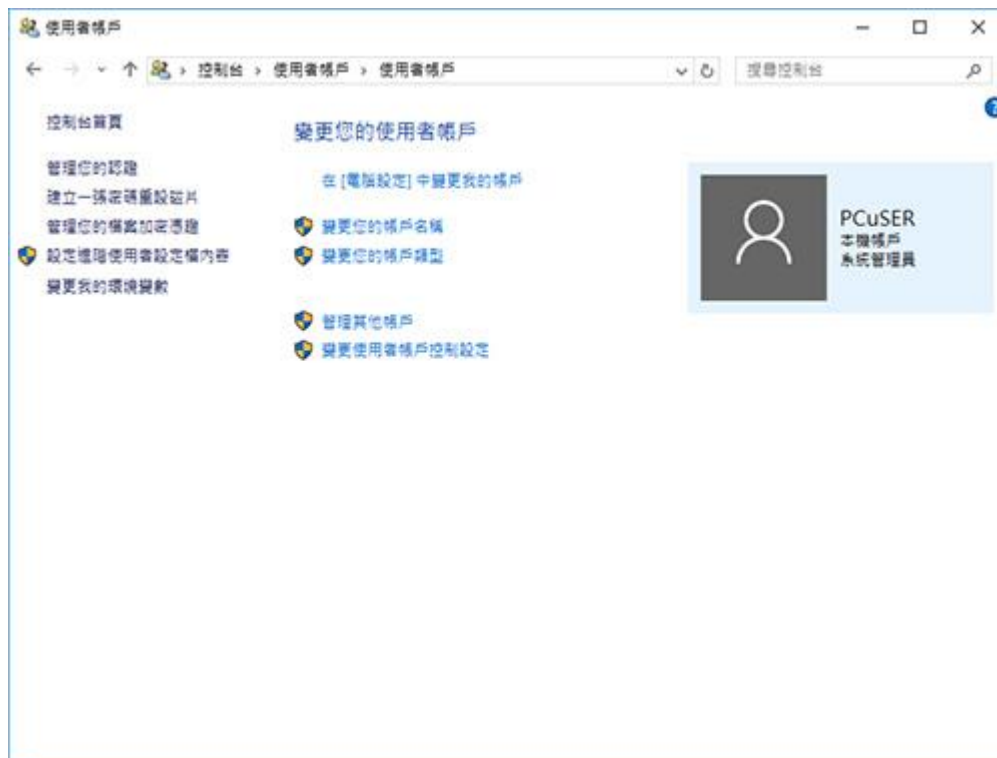 使用者帳戶
控制台 › 使用者帳戶 › 使用者帳戶
搜尋控制台
控制台首頁
管理您的認證
建立一張密碼重設磁片
管理您的檔案加密憑證
設定進階使用者設定檔內容
變更我的環境變數
變更您的使用者帳戶
在 [電腦設定] 中變更我的帳戶
變更您的帳戶名稱
變更您的帳戶類型
管理其他帳戶
變更使用者帳戶控制設定
PCuSER
本機帳戶
系統管理員